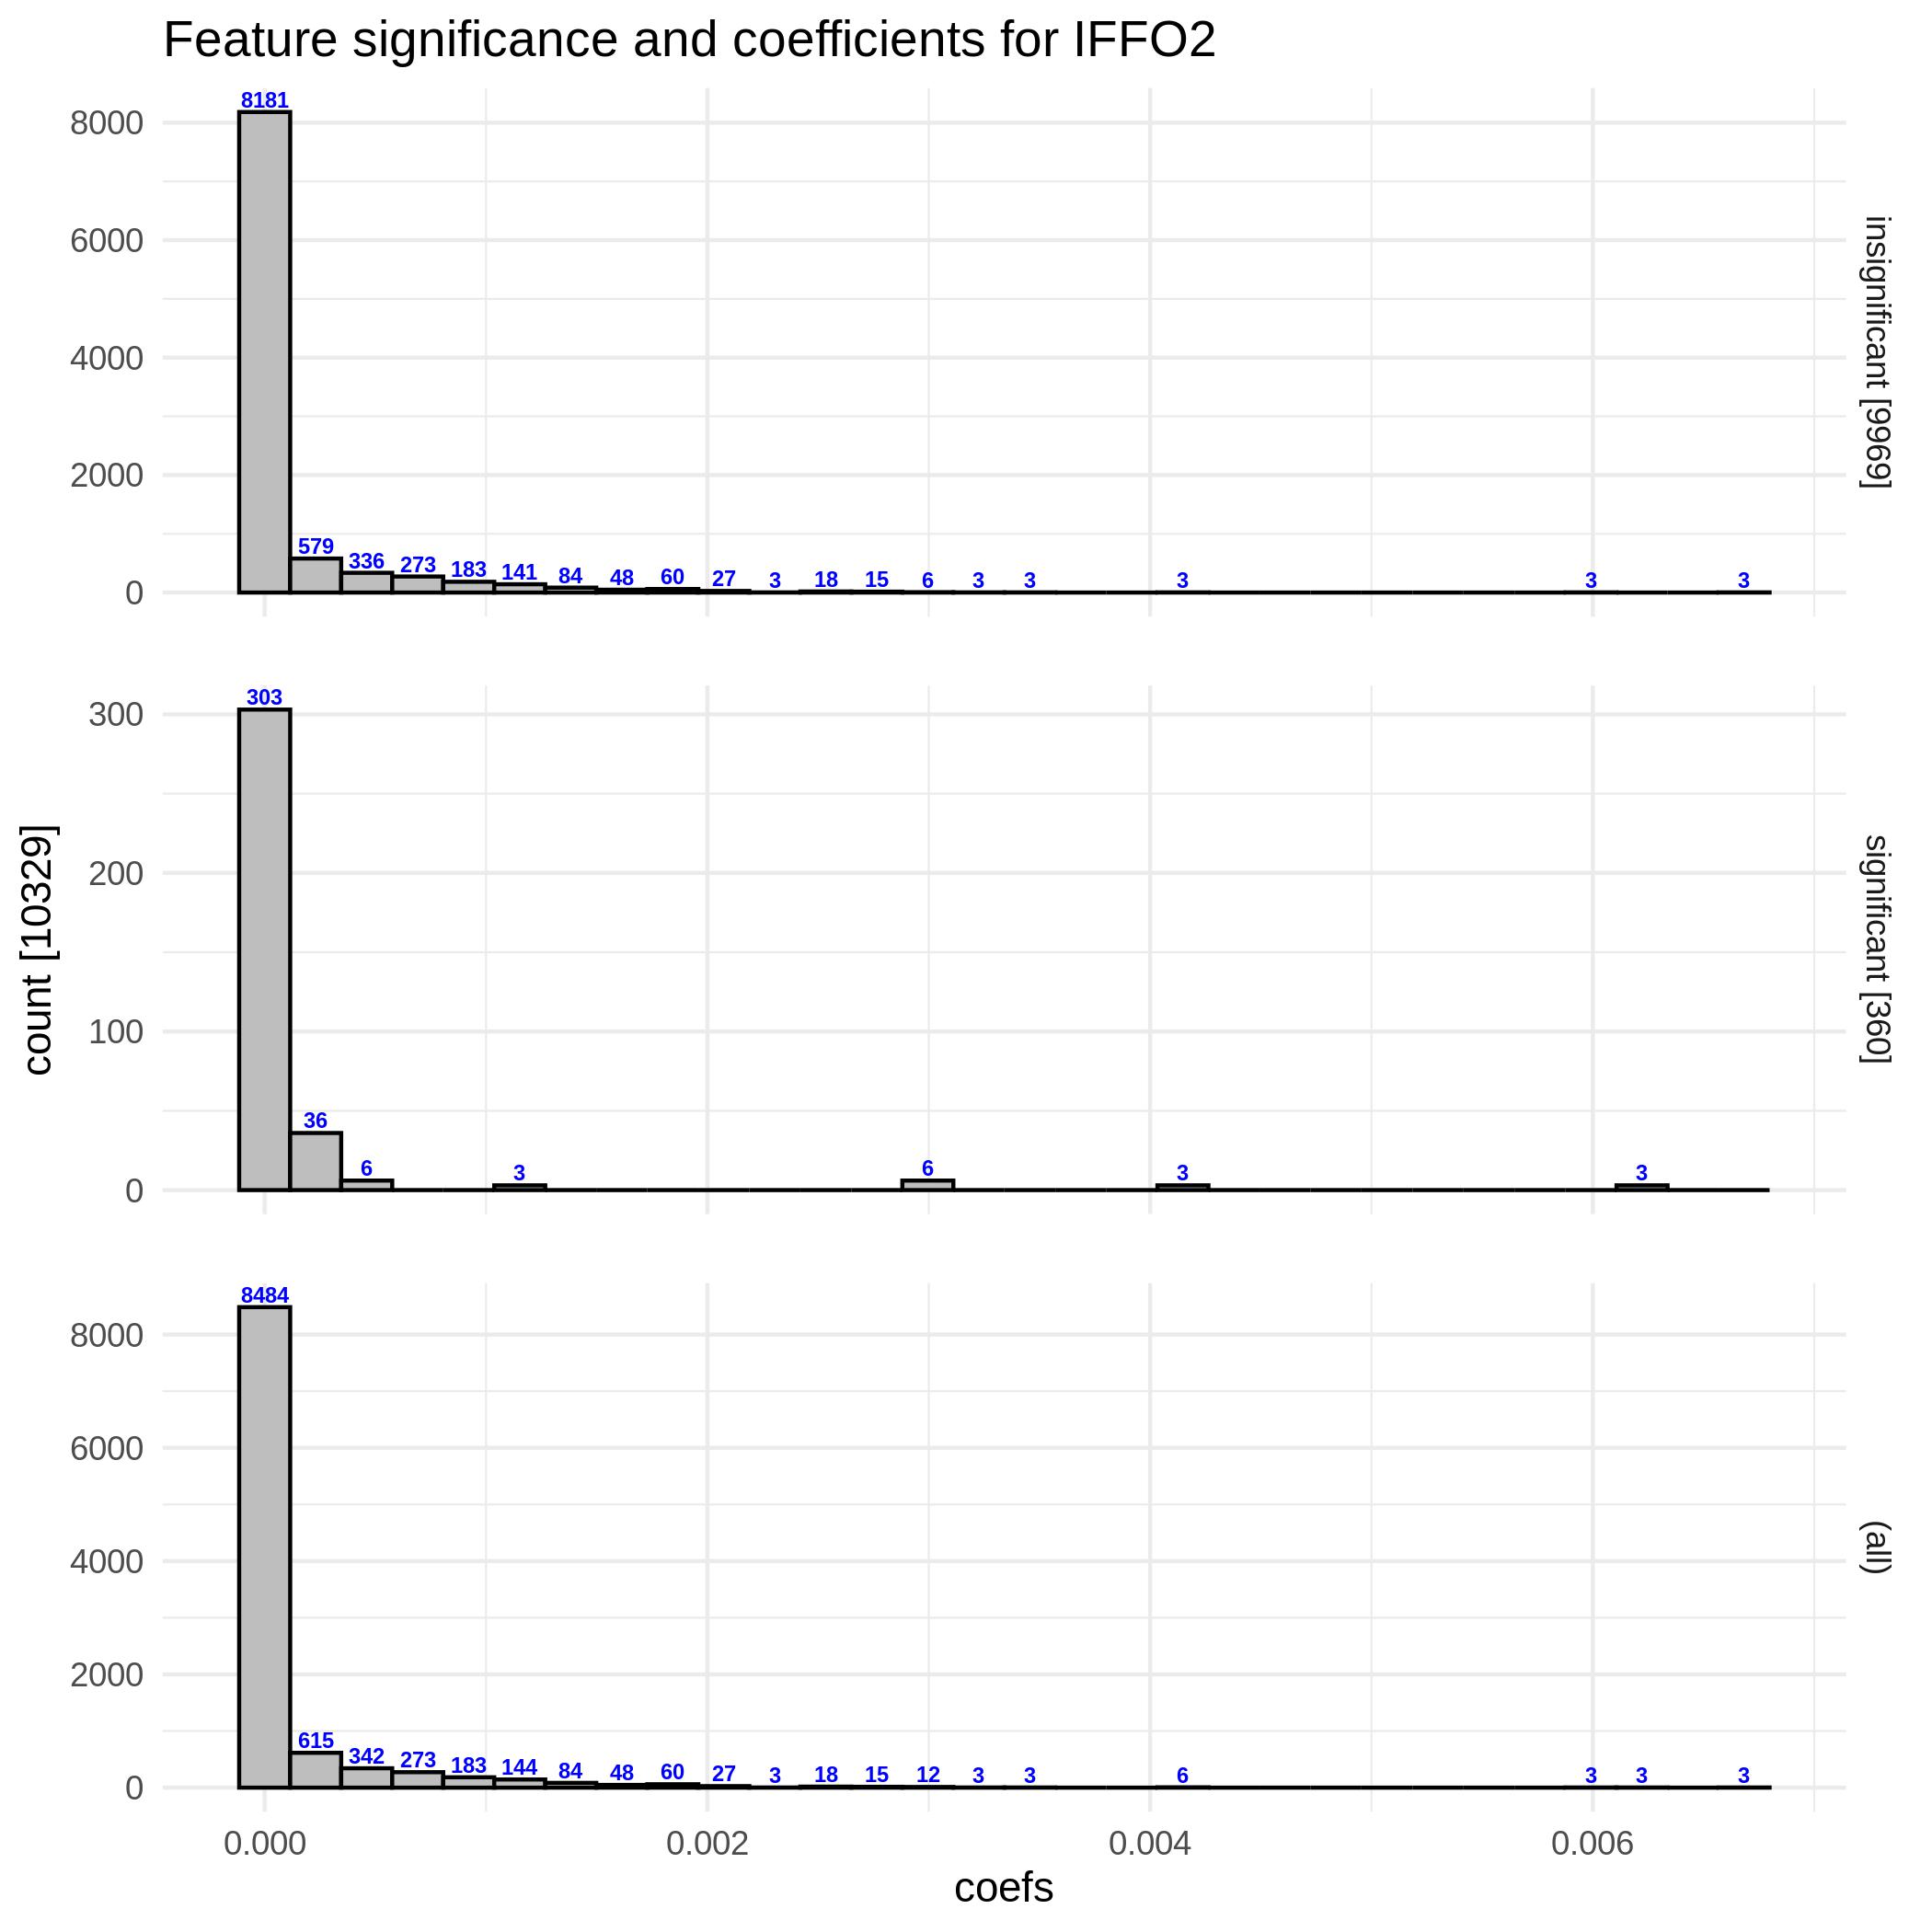 Feature significance and coefficients for IFFO2
8181
8000
6000
4000
2000
0
579 336 273 183 141 84 48 60 27 3 18 15 6 3 3 3 3 3
insignificant [9969]
303
300
200
100
0
36 6 3 6 3 3
significant [360]
count [10329]
8484
8000
6000
4000
2000
0
615 342 273 183 144 84 48 60 27 3 18 15 12 3 3 6 3 3 3
(all)
0.000 0.002 0.004 0.006
coefs